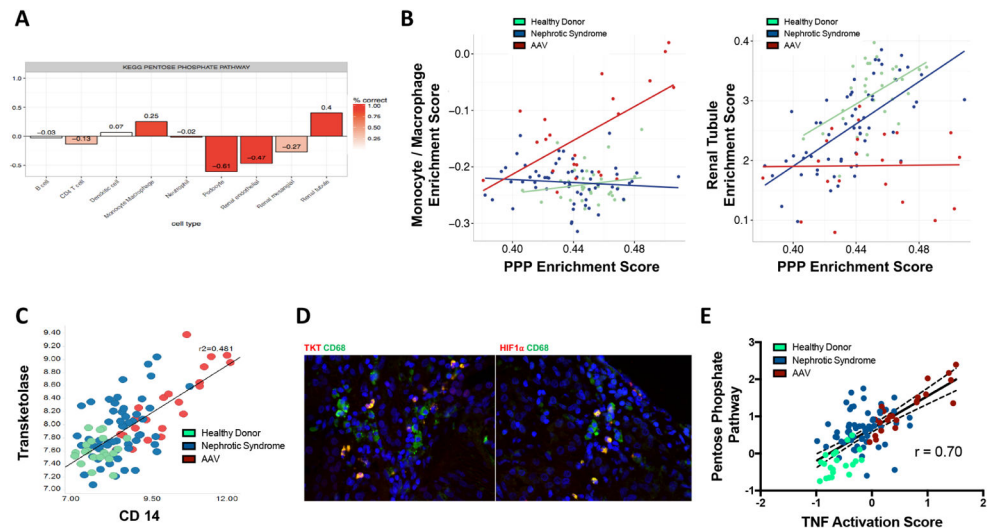 A
KEGG PENTOSE PHOSPHATE PATHWAY
1.0
0.5
0.0
-0.5
−0.03
−0.13
0.07
0.25
−0.02
−0.61
−0.47
−0.27
0.4
% correct
1.00
0.75
0.50
0.25
B cell
CD4 T cell
Dendritic cell
Monocyte Macrophage
Neutrophil
Podocyte
Renal endothelial
Renal mesangial
Renal tubule
cell type
B
Healthy Donor
Nephrotic Syndrome
AAV
Monocyte / Macrophage
Enrichment Score
0.0
−0.1
−0.2
−0.3
0.40
0.44
0.48
PPP Enrichment Score
Healthy Donor
Nephrotic Syndrome
AAV
Renal Tubule
Enrichment Score
0.4
0.3
0.2
0.1
0.40
0.44
0.48
PPP Enrichment Score
C
Transketolase
9.40
9.20
9.00
8.80
8.60
8.40
8.20
8.00
7.80
7.60
7.40
7.20
7.00
r2=0.481
Healthy Donor
Nephrotic Syndrome
AAV
7.00
9.50
12.00
CD 14
D
TKT CD68
HIF1α CD68
E
Healthy Donor
Nephrotic Syndrome
AAV
Pentose Phopsphate
Pathway
3
2
1
0
-1
r = 0.70
-2
-1
0
1
2
TNF Activation Score